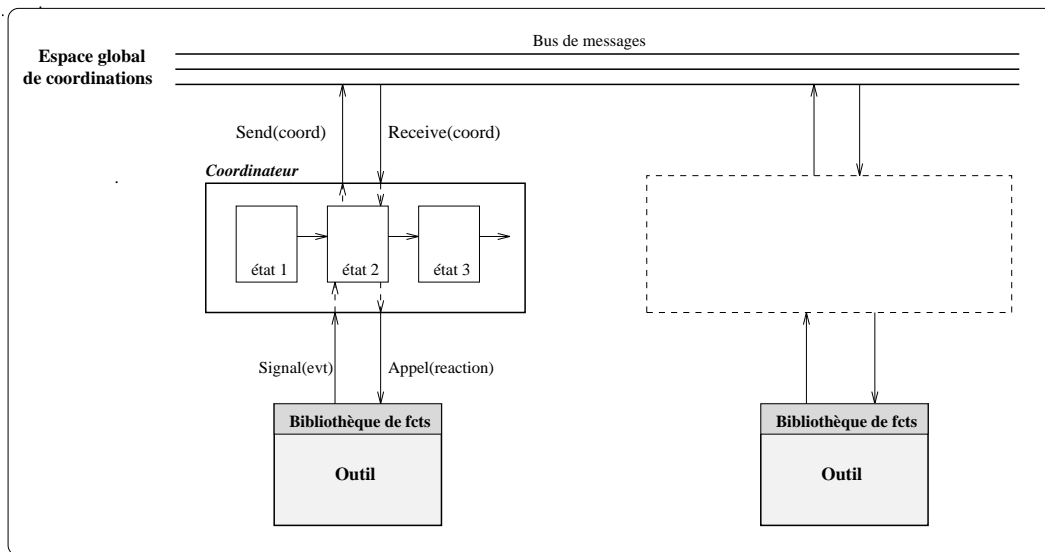 Bus de messages
Espace global
de coordinations
Send(coord)
Receive(coord)
Coordinateur
état 1
état 2
état 3
Signal(evt)
Appel(reaction)
Bibliothèque de fcts
Bibliothèque de fcts
Outil
Outil